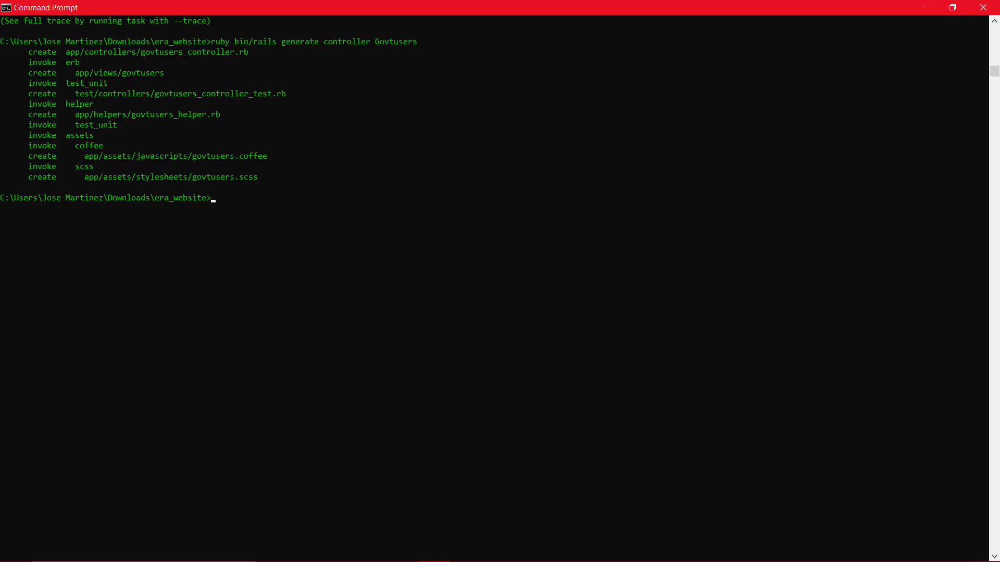 Command Prompt
(See full trace by running task with --trace)
C:\Users\Jose Martinez\Downloads\era_website>ruby bin/rails generate controller Govtusers
create  app/controllers/govtusers_controller.rb
invoke  erb
create    app/views/govtusers
invoke  test_unit
create    test/controllers/govtusers_controller_test.rb
invoke  helper
create    app/helpers/govtusers_helper.rb
invoke    test_unit
invoke  assets
invoke    coffee
create      app/assets/javascripts/govtusers.coffee
invoke    scss
create      app/assets/stylesheets/govtusers.scss
C:\Users\Jose Martinez\Downloads\era_website>